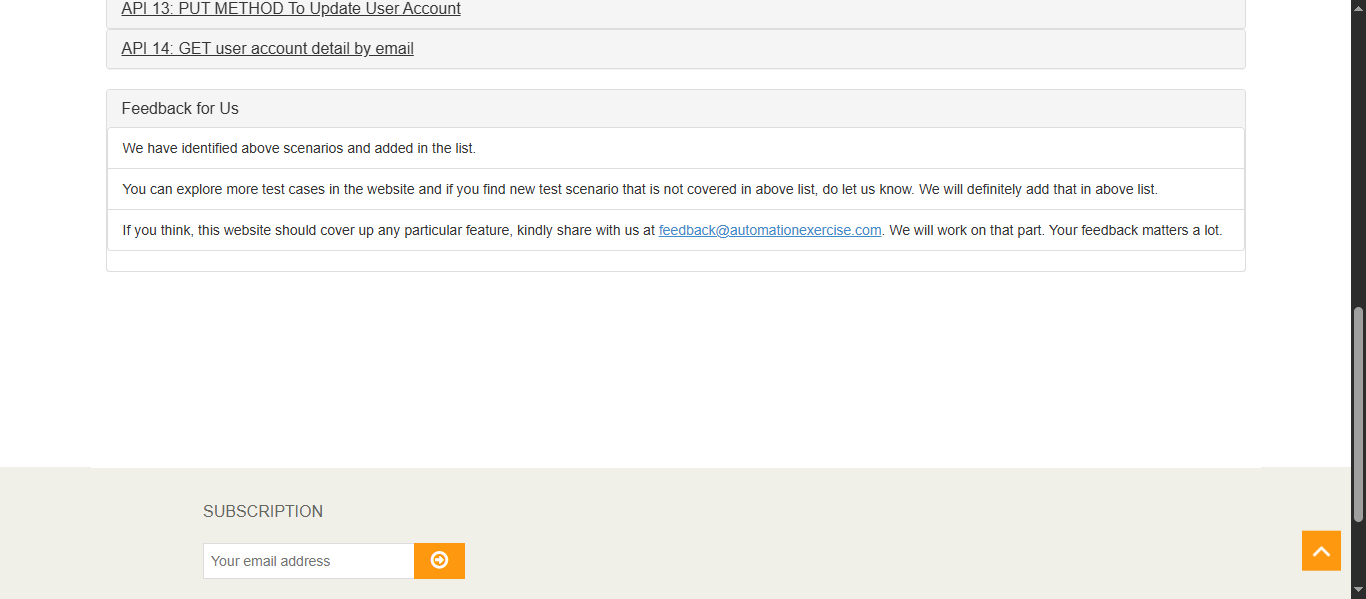 API 13: PUT METHOD To Update User Account
API 14: GET user account detail by email
Feedback for Us
We have identified above scenarios and added in the list.
You can explore more test cases in the website and if you find new test scenario that is not covered in above list, do let us know. We will definitely add that in above list.
If you think, this website should cover up any particular feature, kindly share with us at feedback@automationexercise.com. We will work on that part. Your feedback matters a lot.
SUBSCRIPTION
Your email address